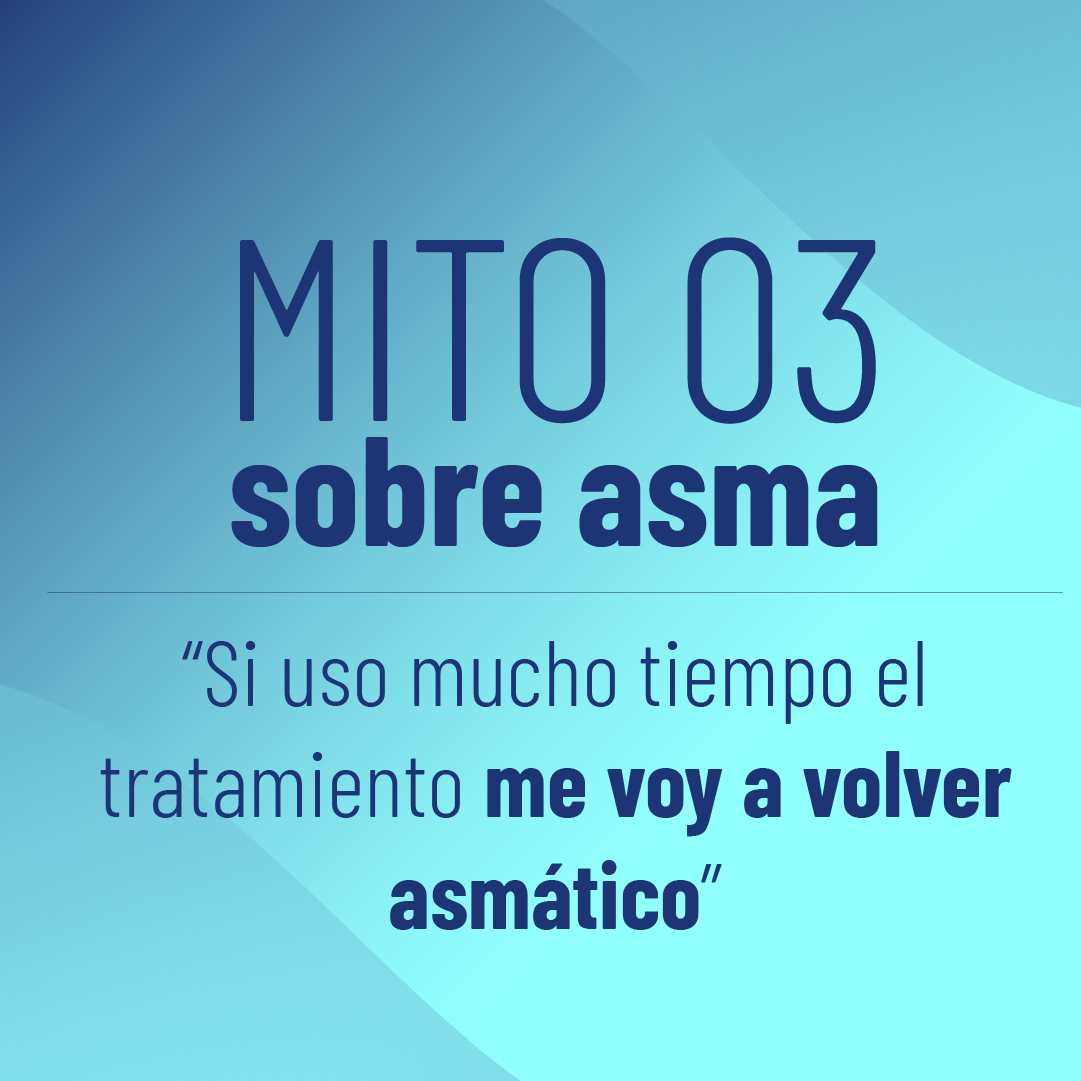 MITO 03
sobre asma
“Si uso mucho tiempo el
tratamiento me voy a volver
asmático”